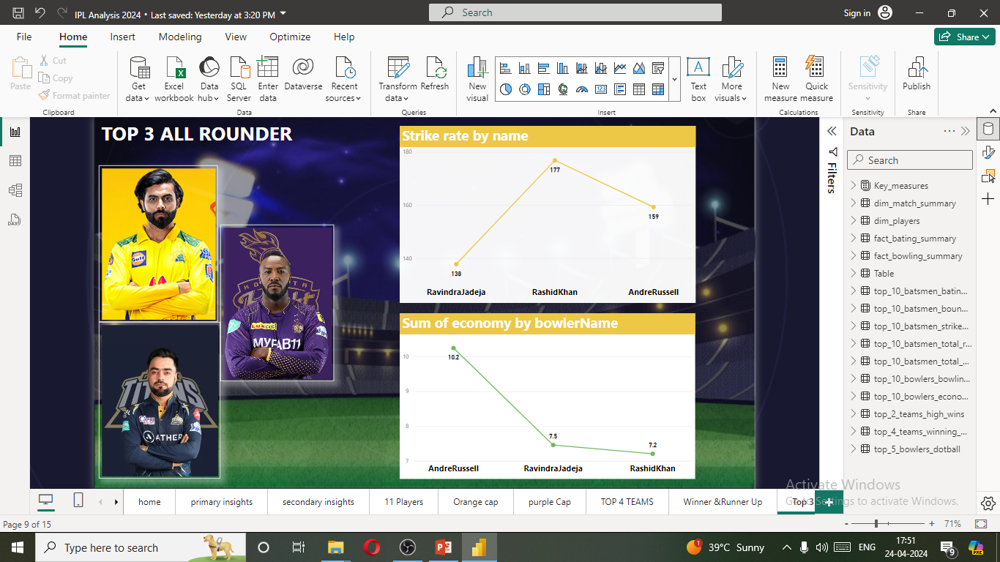 IPL Analysis 2024 • Last saved: Yesterday at 3:20 PM
Search
Sign in
File Home Insert Modeling View Optimize Help
Share
Paste
Cut
Copy
Format painter
Clipboard
Get data
Excel workbook
Data hub
SQL Server
Enter data
Dataverse
Recent sources
Data
Transform data
Refresh
Queries
New visual
Text box
More visuals
Insert
New measure
Quick measure
Calculations
Sensitivity
Sensitivity
Publish
Share
TOP 3 ALL ROUNDER
Gulf
LUX cozi
MYFAB11
TITANS
CAPRI
ATHER
Strike rate by name
180
160
140
138
177
159
RavindraJadeja RashidKhan AndreRussell
Sum of economy by bowlerName
10
9
8
7
10.2
7.5
7.2
AndreRussell RavindraJadeja RashidKhan
Filters
Data
Search
Key_measures
dim_match_summary
dim_players
fact_bating_summary
fact_bowling_summary
Table
top_10_batsmen_batin...
top_10_batsmen_boun...
top_10_batsmen_strike...
top_10_batsmen_total_r...
top_10_batsmen_total_...
top_10_bowlers_bowlin...
top_10_bowlers_econo...
top_2_teams_high_wins
top_4_teams_winning_...
top_5_bowlers_dotball
DAX
Activate Windows
Go to Settings to activate Windows.
home primary insights secondary insights 11 Players Orange cap purple Cap TOP 4 TEAMS Winner &Runner Up Top 3
Page 9 of 15
- + 71%
Type here to search
1
39°C Sunny
ENG
17:51
24-04-2024
9
PRE